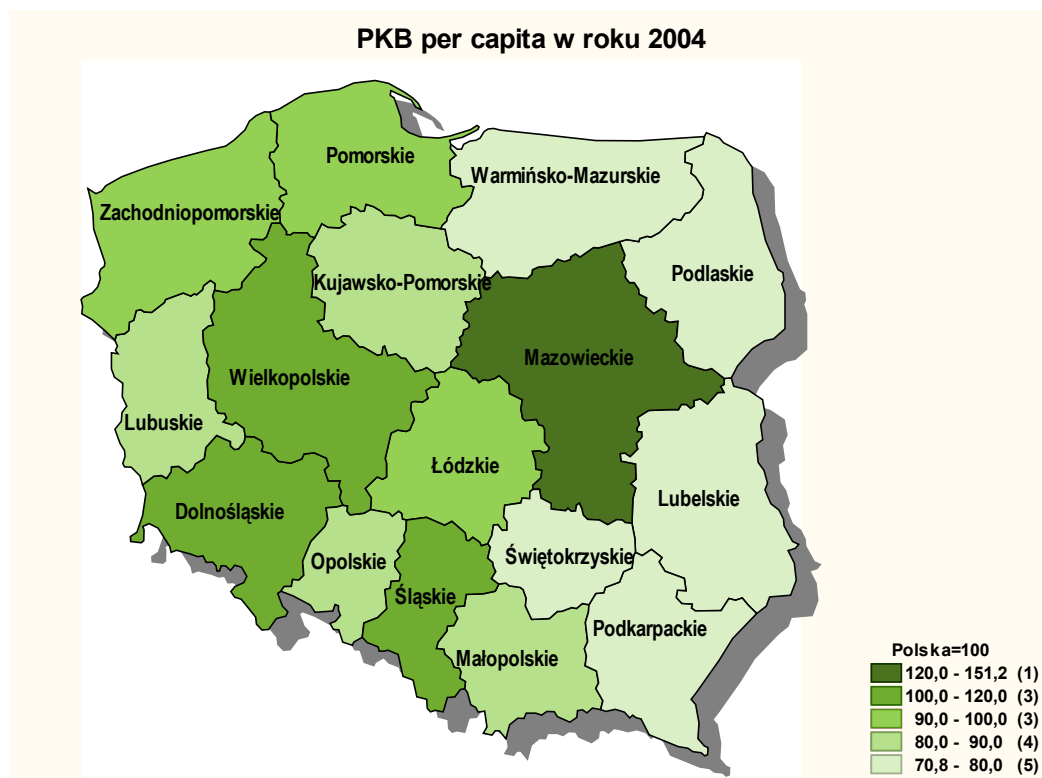 PKB per capita w roku 2004
Pomorskie
Warmińsko-Mazurskie
Zachodniopomorskie
Podlaskie
Kujawsko-Pomorskie
Mazowieckie
Wielkopolskie
Lubuskie
Łódzkie
Lubelskie
Dolnośląskie
Świętokrzyskie
Opolskie
Śląskie
Podkarpackie
Małopolskie
Polska=100
120,0 - 151,2 (1)
100,0 - 120,0 (3)
90,0 - 100,0 (3)
80,0 - 90,0 (4)
70,8 - 80,0 (5)